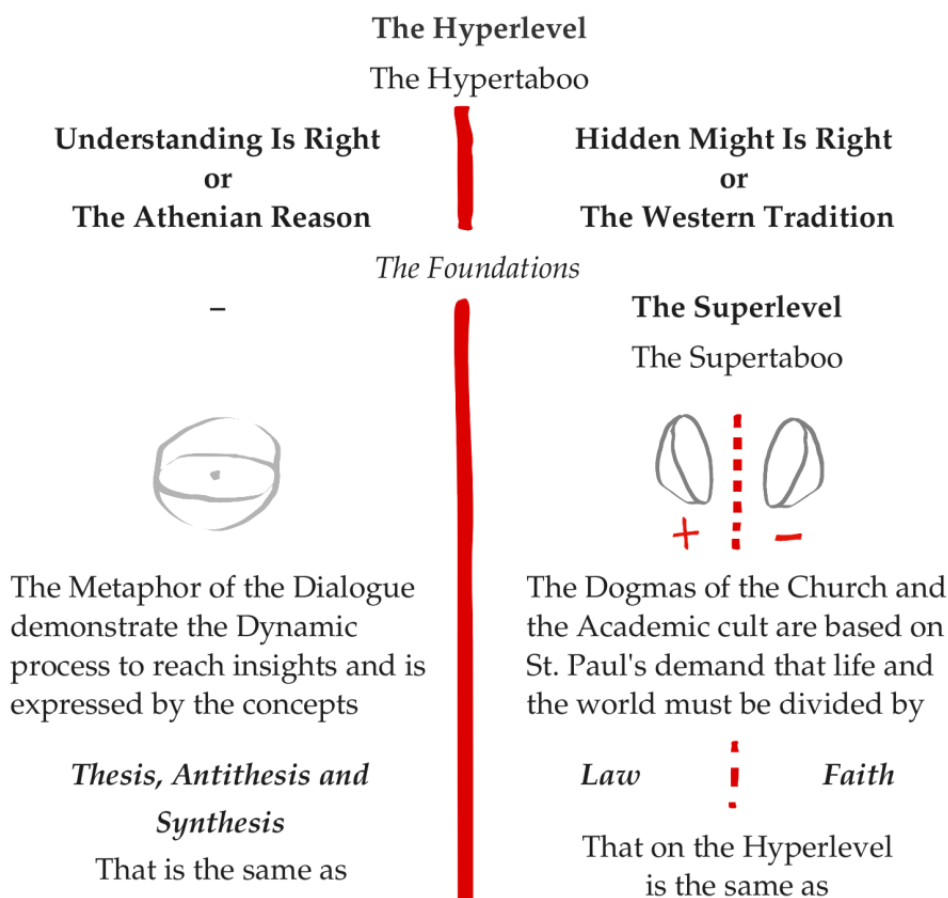 The Hyperlevel
The Hypertaboo
Understanding Is Right
or
The Athenian Reason
Hidden Might Is Right
or
The Western Tradition
The Foundations
–
The Superlevel
The Supertaboo
+ –
The Metaphor of the Dialogue
demonstrate the Dynamic
process to reach insights and is
expressed by the concepts
Thesis, Antithesis and
Synthesis
That is the same as
The Dogmas of the Church and
the Academic cult are based on
St. Paul's demand that life and
the world must be divided by
Law Faith
That on the Hyperlevel
is the same as